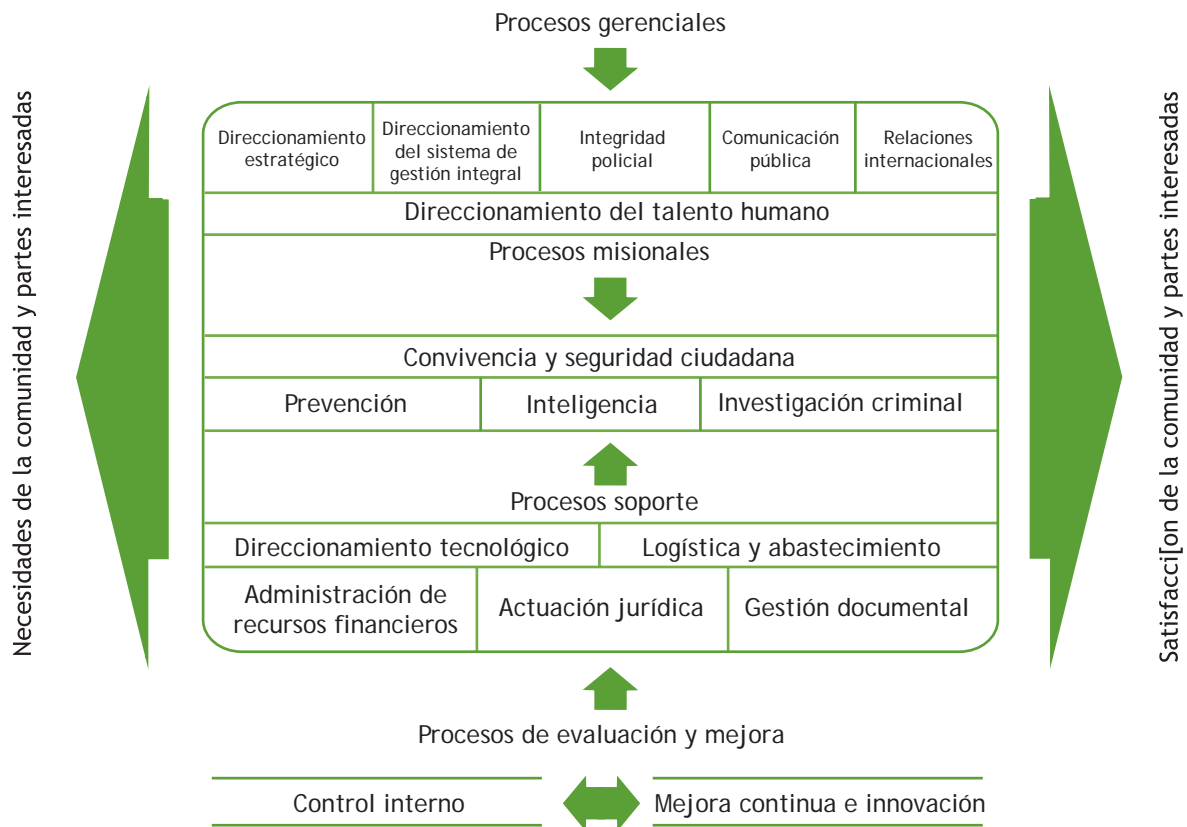 Procesos gerenciales
Necesidades de la comunidad y partes interesadas
Direccionamiento
estratégico
Direccionamiento
del sistema de
gestión integral
Integridad
policial
Comunicación
pública
Relaciones
internacionales
Direccionamiento del talento humano
Procesos misionales
Convivencia y seguridad ciudadana
Prevención
Inteligencia
Investigación criminal
Procesos soporte
Direccionamiento tecnológico
Logística y abastecimiento
Administración de
recursos financieros
Actuación jurídica
Gestión documental
Satisfacci[on de la comunidad y partes interesadas
Procesos de evaluación y mejora
Control interno
Mejora continua e innovación